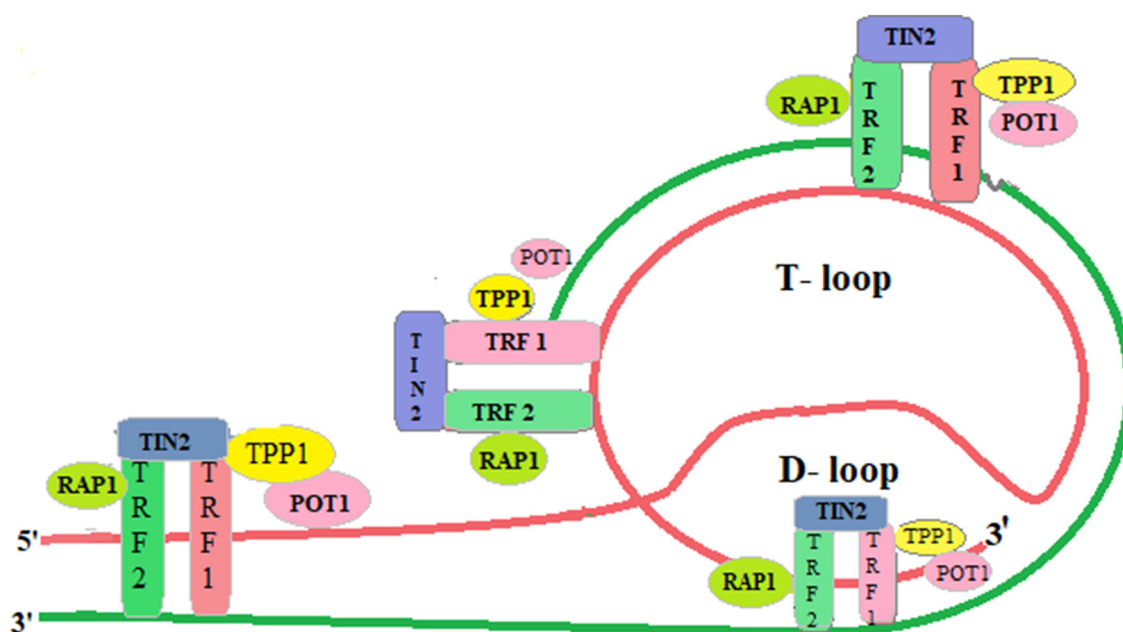 TIN2
RAP1
TRF2
TRF1
TPP1
POT1
T- loop
POT1
TPP1
TIN2
TRF 1
TRF 2
RAP1
TIN2
RAP1
TRF2
TRF1
TPP1
POT1
5'
3'
D- loop
TIN2
RAP1
TRF2
TRF1
TPP1
POT1
3'